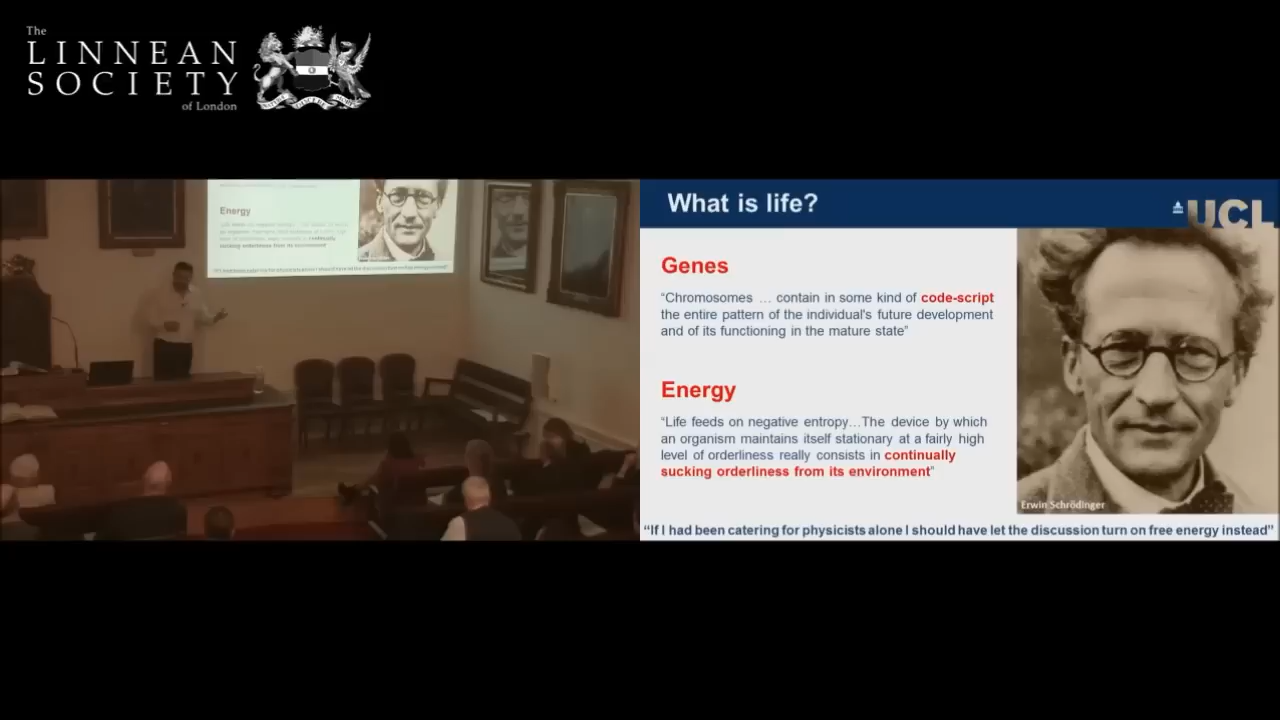 The
LINNEAN
SOCIETY
of London
Energy
What is life?
UCL
Genes
“Chromosomes … contain in some kind of code-script
the entire pattern of the individual's future development
and of its functioning in the mature state”
Energy
“Life feeds on negative entropy…The device by which
an organism maintains itself stationary at a fairly high
level of orderliness really consists in continually
sucking orderliness from its environment”
Erwin Schrödinger
“If I had been catering for physicists alone I should have let the discussion turn on free energy instead”